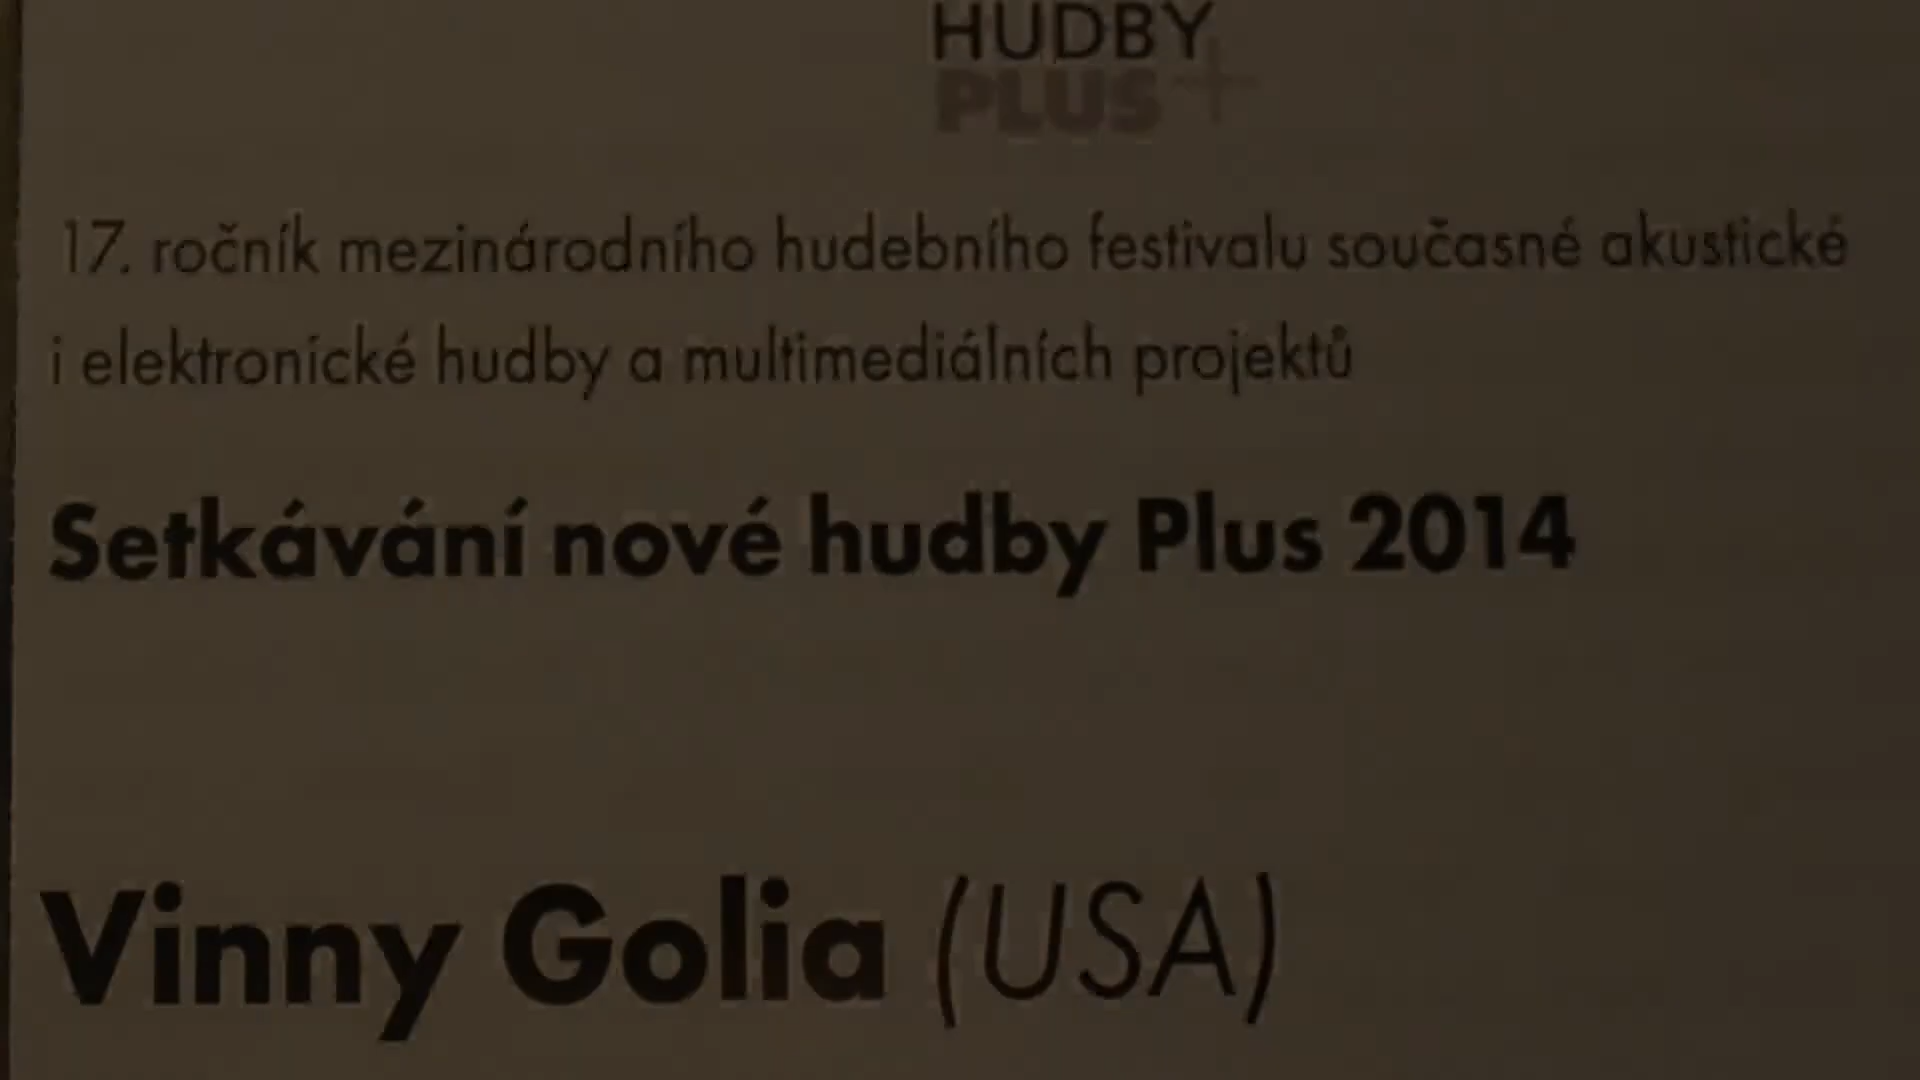 HUDBY
PLUS+
17. ročník mezinárodního hudebního festivalu současné akustické
i elektronické hudby a multimediálních projektů
Setkávání nové hudby Plus 2014
Vinny Golia (USA)